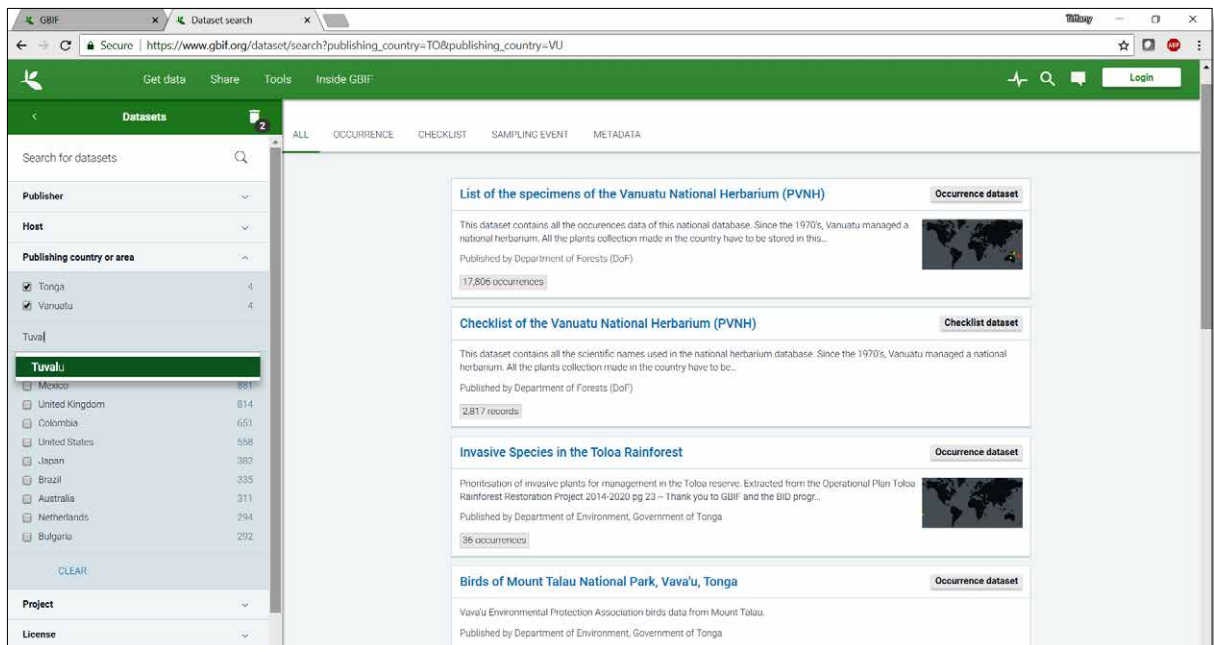 GBIF
Dataset search
Tiffany
Secure | https://www.gbif.org/dataset/search?publishing_country=TO&publishing_country=VU
ABP
Get data Share Tools Inside GBIF
Login
Datasets
2
ALL OCCURRENCE CHECKLIST SAMPLING EVENT METADATA
Search for datasets
Publisher
Host
Publishing country or area
Tonga 4
Vanuatu 4
Tuval
Tuvalu
Mexico 881
United Kingdom 814
Colombia 651
United States 558
Japan 382
Brazil 335
Australia 311
Netherlands 294
Bulgaria 292
CLEAR
Project
License
List of the specimens of the Vanuatu National Herbarium (PVNH)
Occurrence dataset
This dataset contains all the occurences data of this national database. Since the 1970's, Vanuatu managed a
national herbarium. All the plants collection made in the country have to be stored in this...
Published by Department of Forests (DoF)
17,806 occurrences
Checklist of the Vanuatu National Herbarium (PVNH)
Checklist dataset
This dataset contains all the scientific names used in the national herbarium database. Since the 1970's, Vanuatu managed a national
herbarium. All the plants collection made in the country have to be...
Published by Department of Forests (DoF)
2,817 records
Invasive Species in the Toloa Rainforest
Occurrence dataset
Prioritisation of invasive plants for management in the Toloa reserve. Extracted from the Operational Plan Toloa
Rainforest Restoration Project 2014-2020 pg 23 – Thank you to GBIF and the BID progr...
Published by Department of Environment, Government of Tonga
36 occurrences
Birds of Mount Talau National Park, Vava'u, Tonga
Occurrence dataset
Vava'u Environmental Protection Association birds data from Mount Talau.
Published by Department of Environment, Government of Tonga